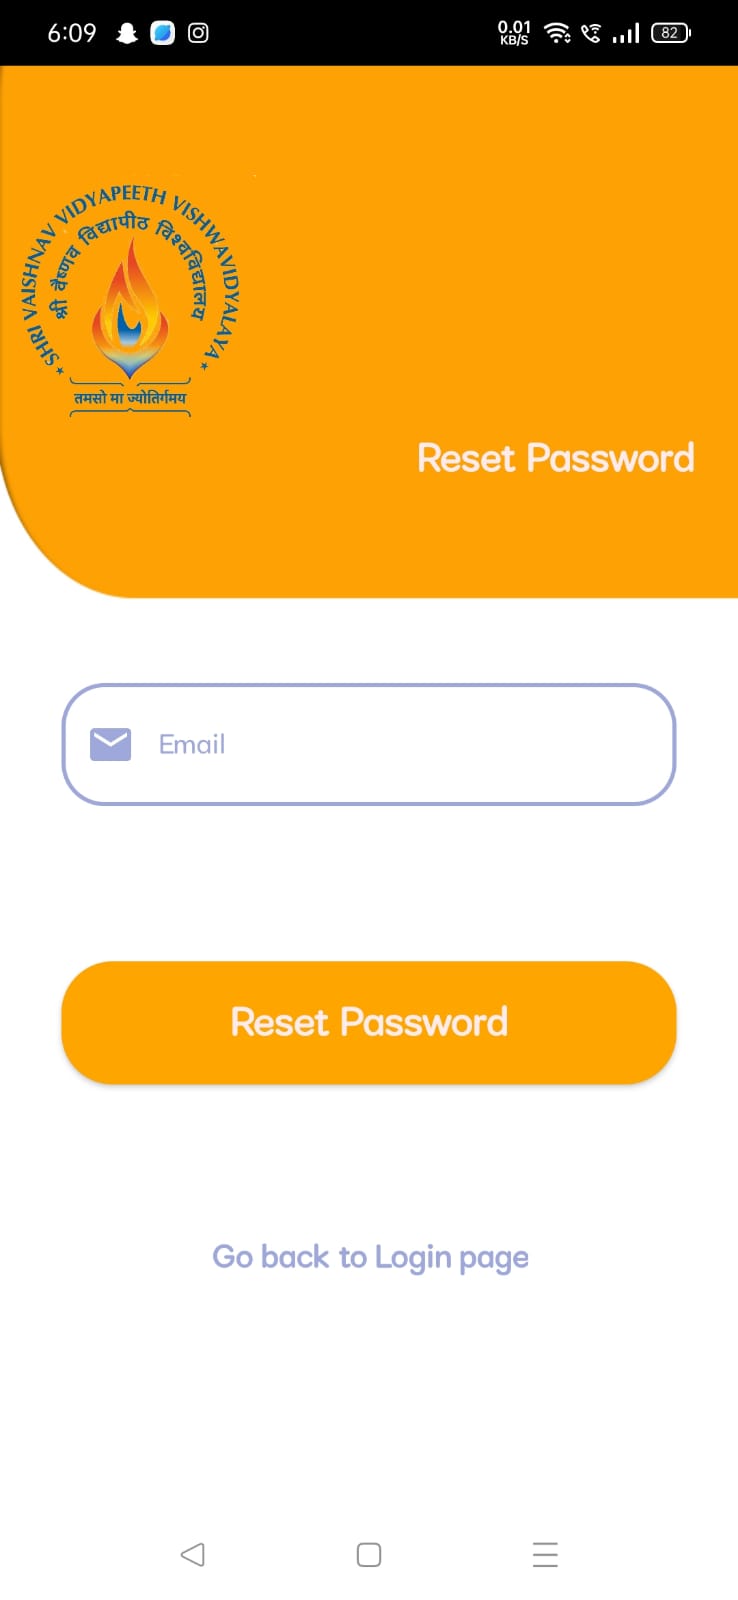 6:09
0.01
KB/S
82
SHRI VAISHNAV VIDYAPEETH VISHWAVIDYALAYA
श्री वैष्णव विद्यापीठ विश्वविद्यालय
तमसो मा ज्योतिर्गमय
Reset Password
Email
Reset Password
Go back to Login page